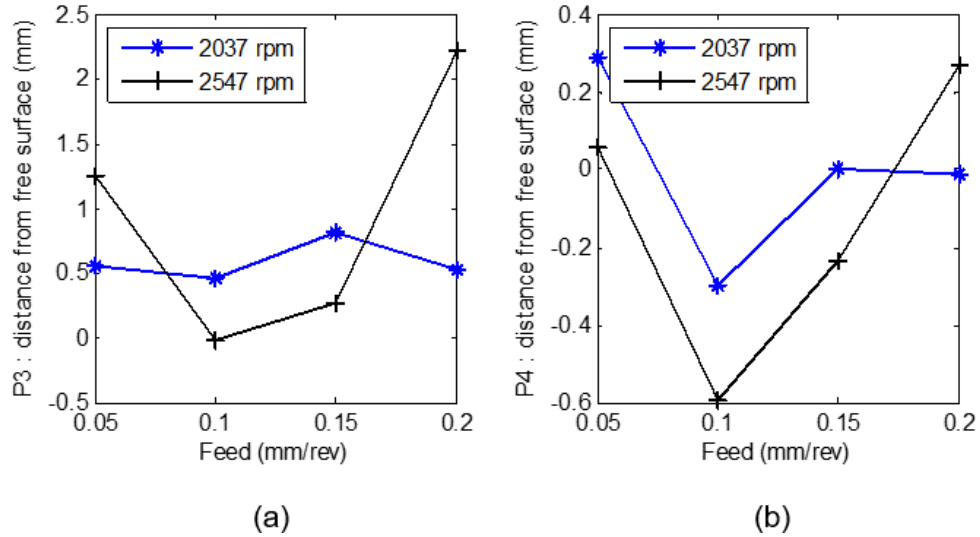 P3 : distance from free surface (mm)
2.5
2
1.5
1
0.5
0
-0.5
2037 rpm
2547 rpm
0.05
0.1
0.15
0.2
Feed (mm/rev)
(a)
P4 : distance from free surface (mm)
0.4
0.2
0
-0.2
-0.4
-0.6
2037 rpm
2547 rpm
0.05
0.1
0.15
0.2
Feed (mm/rev)
(b)